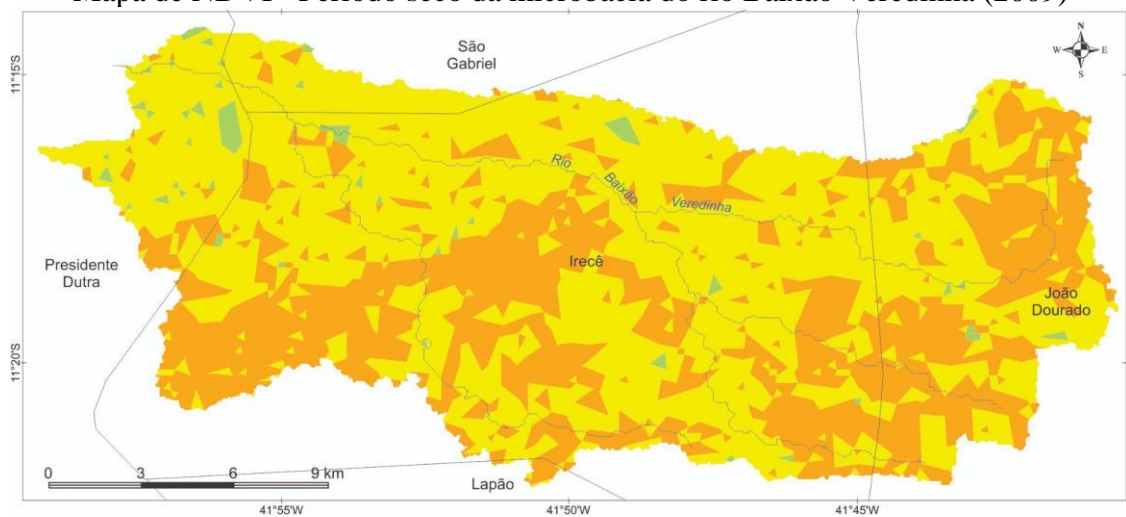 Mapa de NDVI - Período seco da microbacia do rio Baixão Veredinha (2009)
N
W E
S
São
Gabriel
11°15'S
Rio
Baixão
Veredinha
Presidente
Dutra
Irecê
João
Dourado
11°20'S
0 3 6 9 km
Lapão
41°55'W 41°50'W 41°45'W